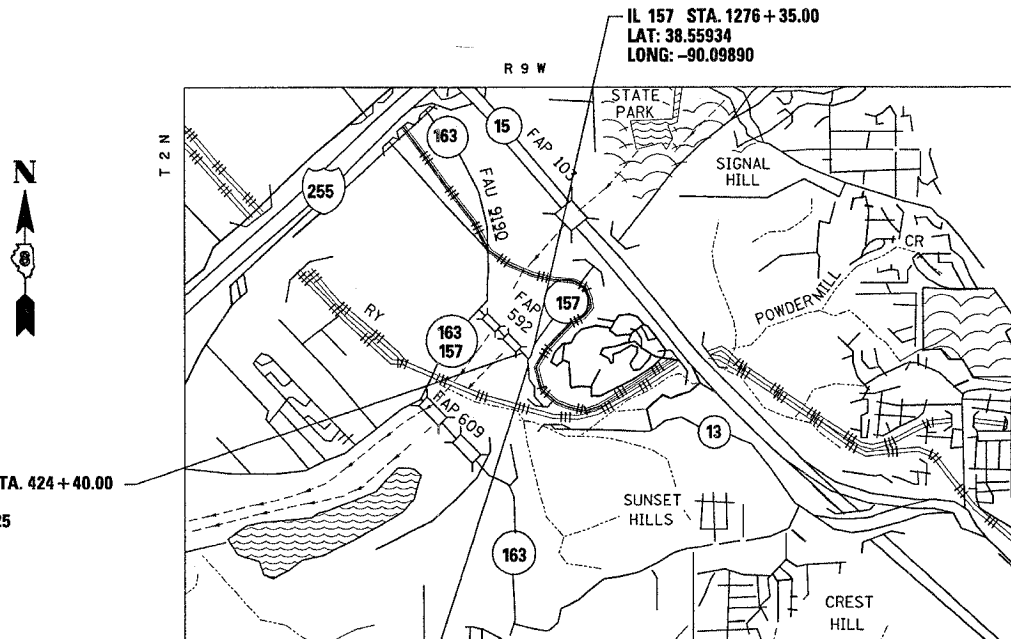 IL 157 STA. 1276+35.00
LAT: 38.55934
LONG: -90.09890
R 9 W
T 2 N
STATE
PARK
163
15
FAP 103
SIGNAL
HILL
N
255
FAU 9190
CR
8
POWDERMILL
RY
FAP
592
157
163
157
FAP 609
13
TA. 424+40.00
25
SUNSET
HILLS
163
CREST
HILL